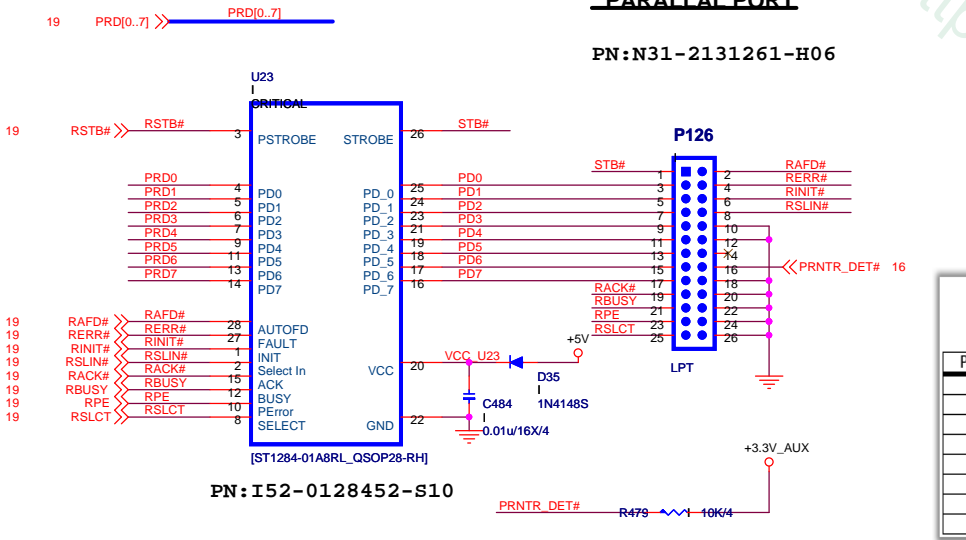 PARALLAL PORT
PN:N31-2131261-H06
19 PRD[0..7] PRD[0..7]
U23
I
CRITICAL
19 RSTB# RSTB# 3 PSTROBE STROBE 26 STB#
PRD0 4 PD0 PD_0 25 PD0
PRD1 5 PD1 PD_1 24 PD1
PRD2 6 PD2 PD_2 23 PD2
PRD3 7 PD3 PD_3 21 PD3
PRD4 9 PD4 PD_4 19 PD4
PRD5 11 PD5 PD_5 18 PD5
PRD6 13 PD6 PD_6 17 PD6
PRD7 14 PD7 PD_7 16 PD7
19 RAFD# RAFD# 28 AUTOFD
19 RERR# RERR# 27 FAULT
19 RINIT# RINIT# 1 INIT
19 RSLIN# RSLIN# 2 Select In
19 RACK# RACK# 15 ACK
19 RBUSY RBUSY 12 BUSY
19 RPE RPE 10 PError
19 RSLCT RSLCT 8 SELECT
VCC 20 VCC_U23
GND 22
[ST1284-01A8RL_QSOP28-RH]
PN:I52-0128452-S10
+5V
D35
I
1N4148S
C484
I
0.01u/16X/4
P126
STB# 1 2 RAFD#
3 4 RERR#
5 6 RINIT#
7 8 RSLIN#
9 10
11 12
13 14
15 16 PRNTR_DET# 16
17 18
RACK# 19 20
RBUSY 21 22
RPE 23 24
RSLCT 25 26
LPT
+3.3V_AUX
PRNTR_DET# R479 I 10K/4